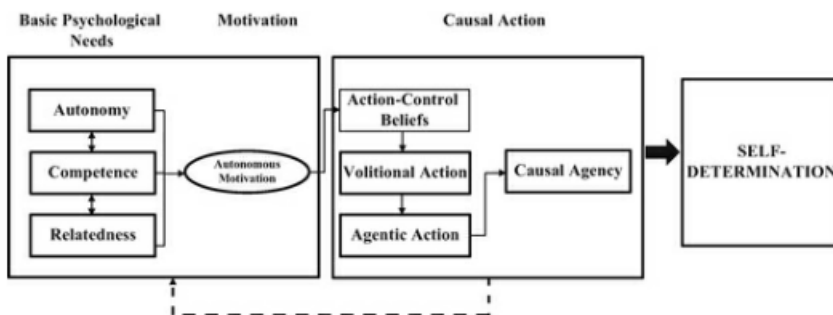 Basic Psychological
Needs
Motivation
Causal Action
Autonomy
Competence
Relatedness
Autonomous
Motivation
Action-Control
Beliefs
Volitional Action
Agentic Action
Causal Agency
SELF-
DETERMINATION